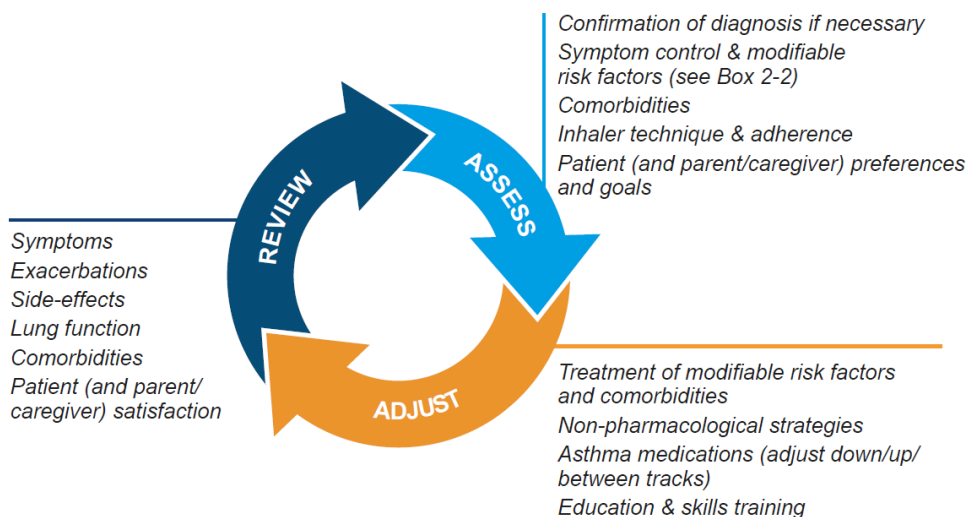 Confirmation of diagnosis if necessary
Symptom control & modifiable
risk factors (see Box 2-2)
Comorbidities
Inhaler technique & adherence
Patient (and parent/caregiver) preferences
and goals
ASSESS
REVIEW
Symptoms
Exacerbations
Side-effects
Lung function
Comorbidities
Patient (and parent/
caregiver) satisfaction
ADJUST
Treatment of modifiable risk factors
and comorbidities
Non-pharmacological strategies
Asthma medications (adjust down/up/
between tracks)
Education & skills training